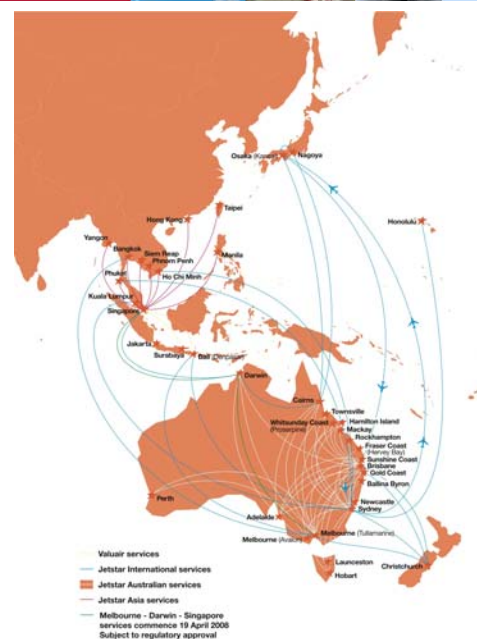 Osaka (Kansai)
Nagoya
Taipei
Hong Kong
Honolulu
Yangon
Bangkok
Siem Reap
Phnom Penh
Manila
Phuket
Ho Chi Minh
Kuala Lumpur
Singapore
Jakarta
Surabaya
Bali (Denpasar)
Darwin
Cairns
Townsville
Whitsunday Coast
(Proserpine)
Hamilton Island
Mackay
Rockhampton
Fraser Coast
(Hervey Bay)
Sunshine Coast
Brisbane
Gold Coast
Ballina Byron
Perth
Newcastle
Sydney
Adelaide
Melbourne (Avalon)
Melbourne (Tullamarine)
Launceston
Hobart
Christchurch
Valuair services
Jetstar International services
Jetstar Australian services
Jetstar Asia services
Melbourne - Darwin - Singapore
services commence 19 April 2008
Subject to regulatory approval